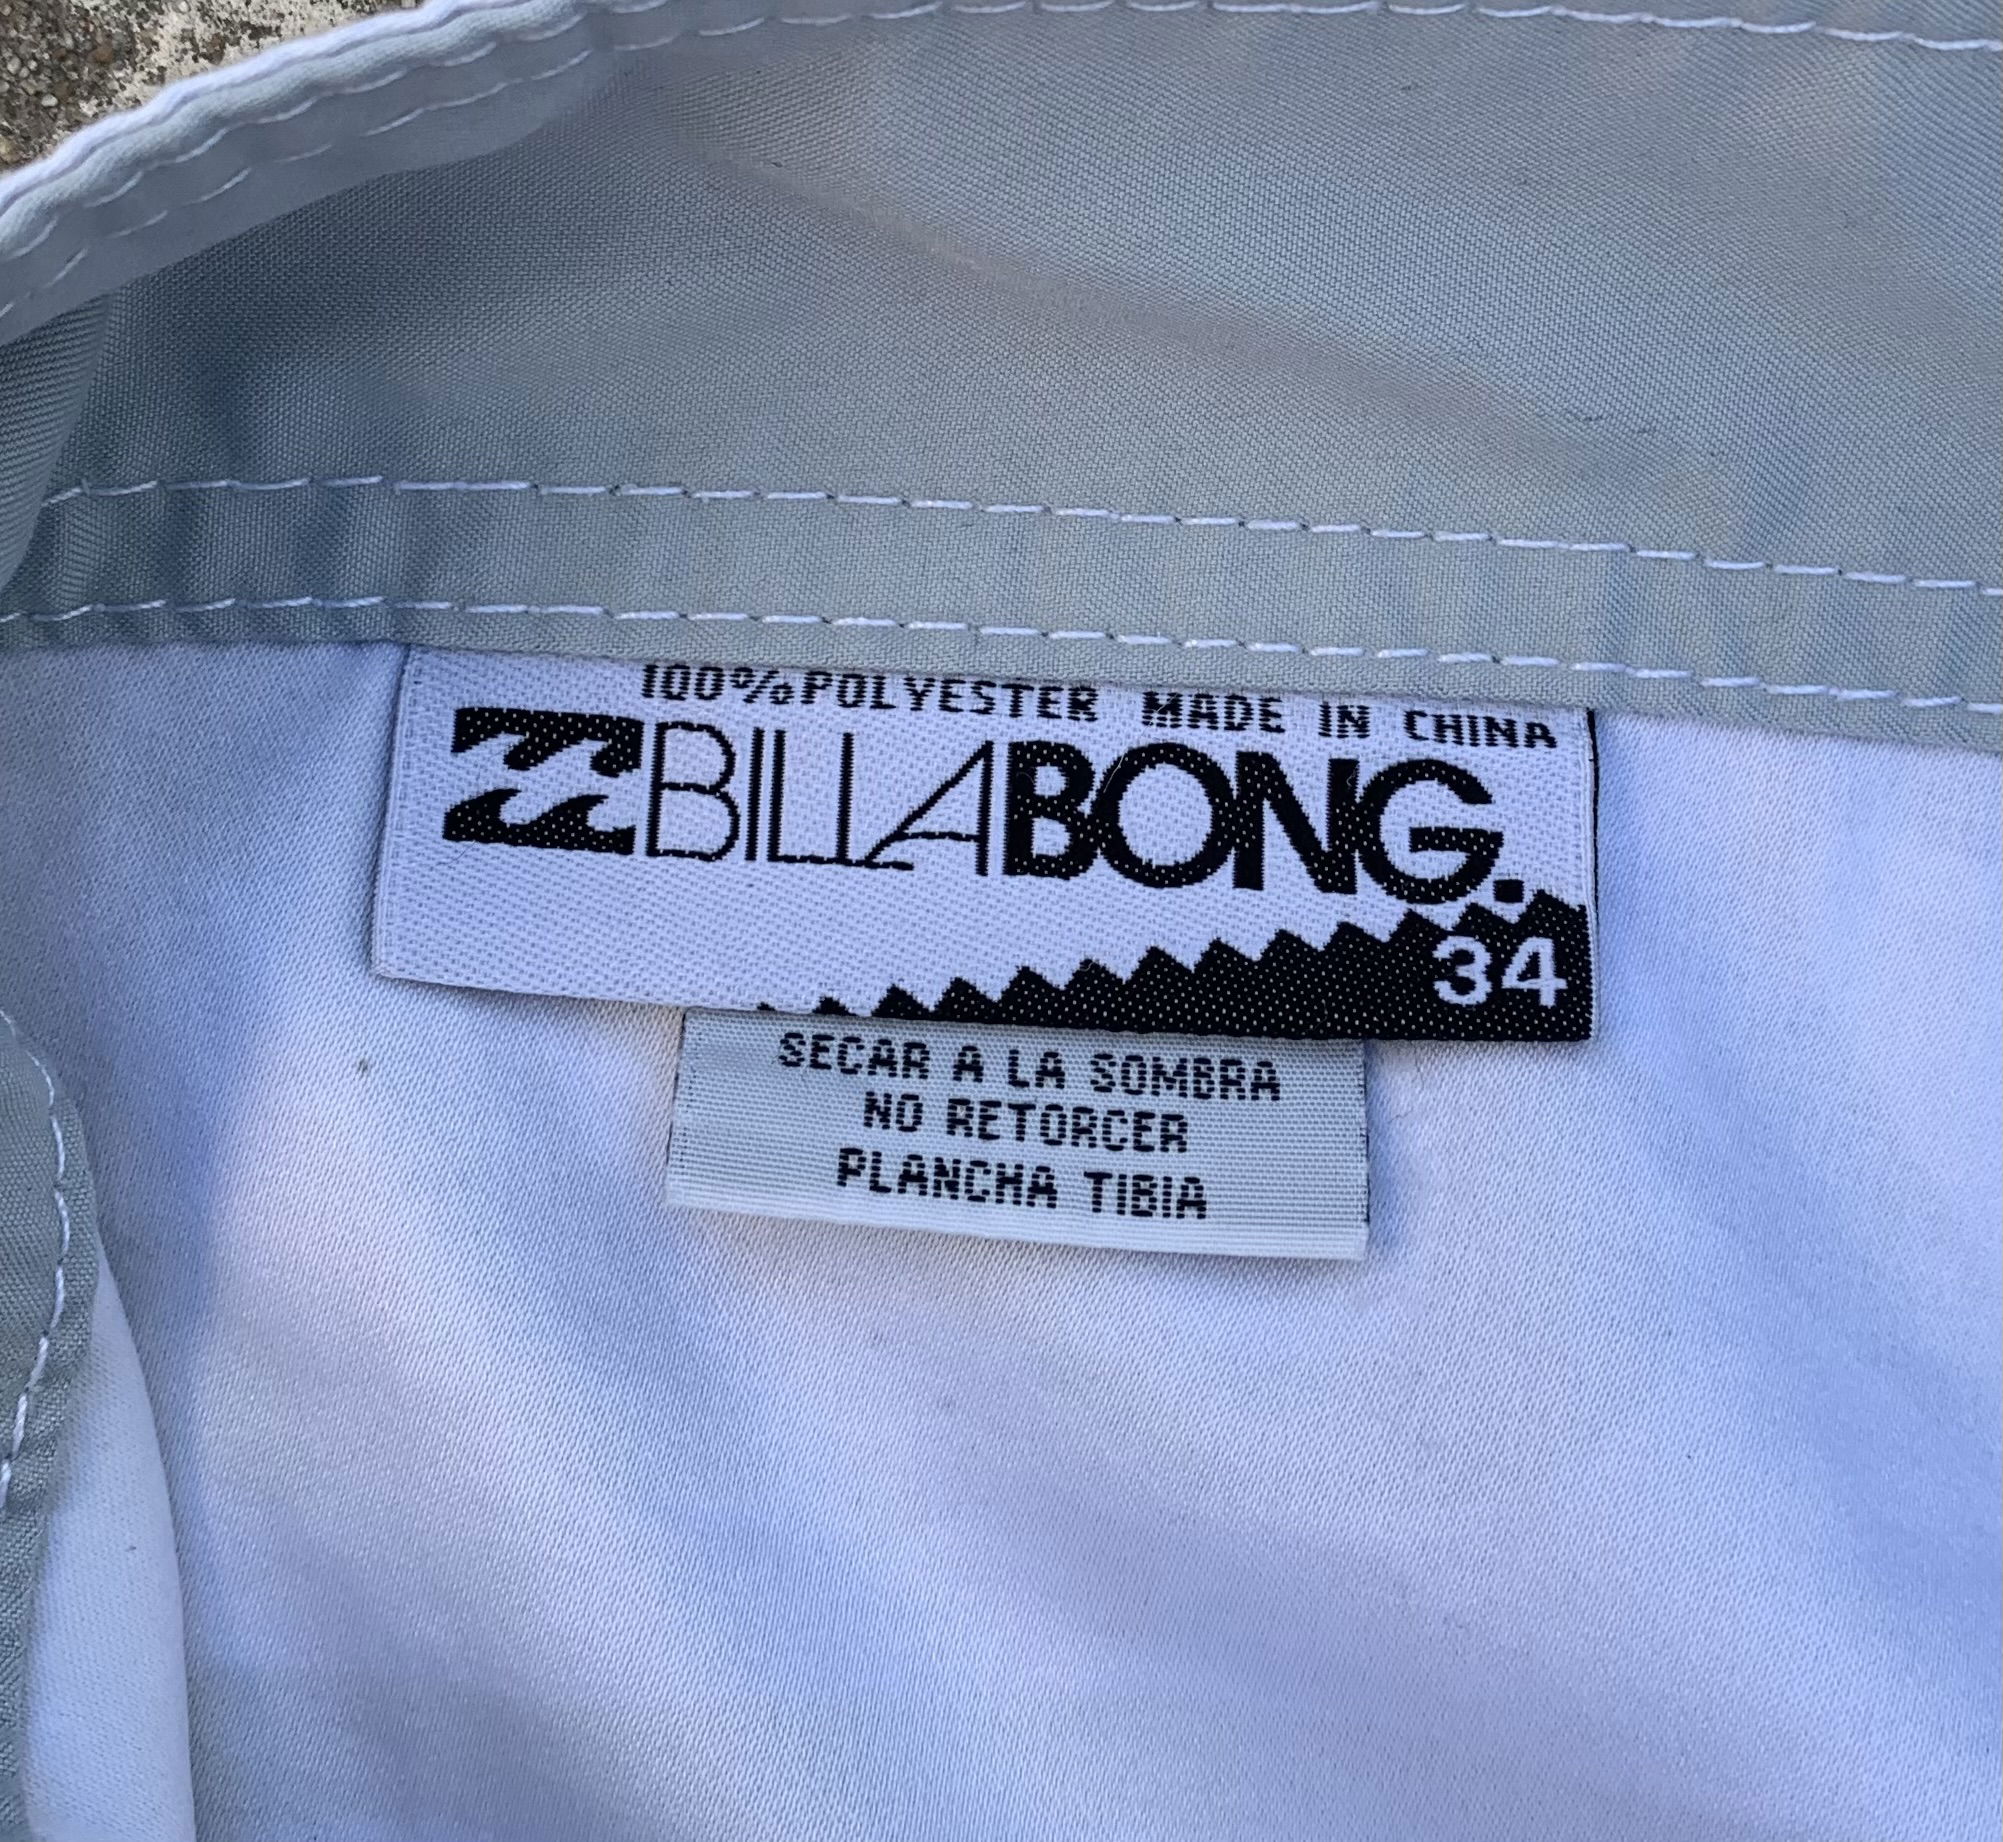 100% POLYESTER MADE IN CHINA
BILLABONG.
34
SECAR A LA SOMBRA
NO RETORCER
PLANCHA TIBIA